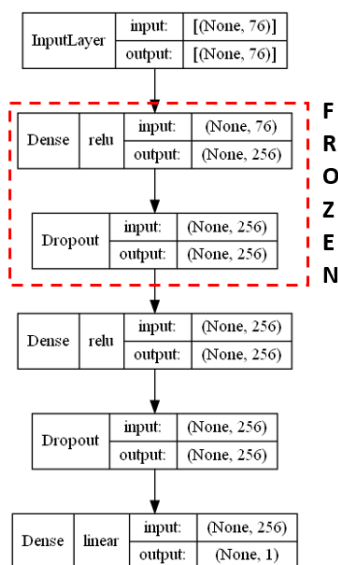 InputLayer input: [(None, 76)]
output: [(None, 76)]
Dense relu input: (None, 76)
output: (None, 256)
Dropout input: (None, 256)
output: (None, 256)
F
R
O
Z
E
N
Dense relu input: (None, 256)
output: (None, 256)
Dropout input: (None, 256)
output: (None, 256)
Dense linear input: (None, 256)
output: (None, 1)